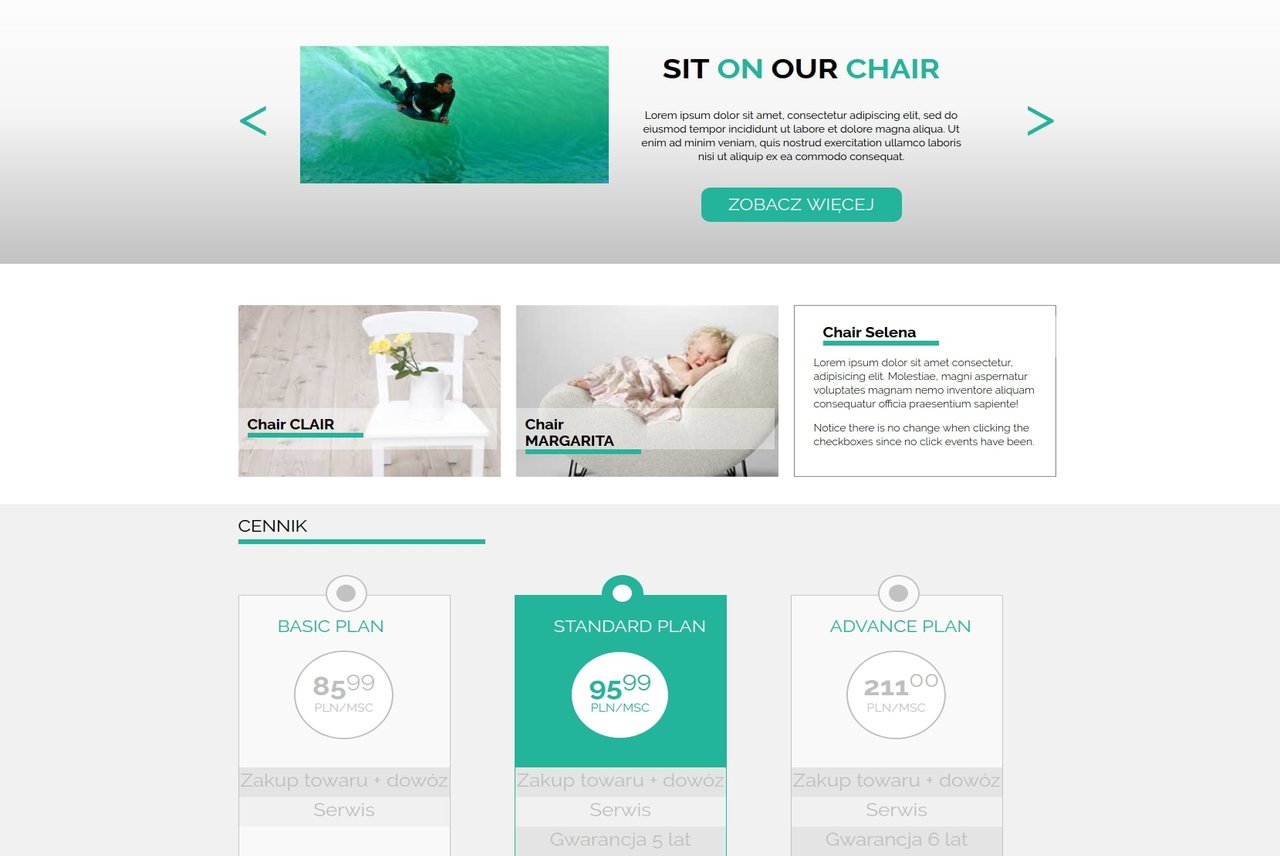 SIT ON OUR CHAIR
<
>
Lorem ipsum dolor sit amet, consectetur adipiscing elit, sed do
eiusmod tempor incididunt ut labore et dolore magna aliqua. Ut
enim ad minim veniam, quis nostrud exercitation ullamco laboris
nisi ut aliquip ex ea commodo consequat.
ZOBACZ WIĘCEJ
Chair CLAIR
Chair
MARGARITA
Chair Selena
Lorem ipsum dolor sit amet consectetur,
adipisicing elit. Molestiae, magni aspernatur
voluptates magnam nemo inventore aliquam
consequatur officia praesentium sapiente!
Notice there is no change when clicking the
checkboxes since no click events have been.
CENNIK
BASIC PLAN
8599
PLN/MSC
Zakup towaru + dowóz
Serwis
STANDARD PLAN
9599
PLN/MSC
Zakup towaru + dowóz
Serwis
Gwarancja 5 lat
ADVANCE PLAN
21100
PLN/MSC
Zakup towaru + dowóz
Serwis
Gwarancja 6 lat